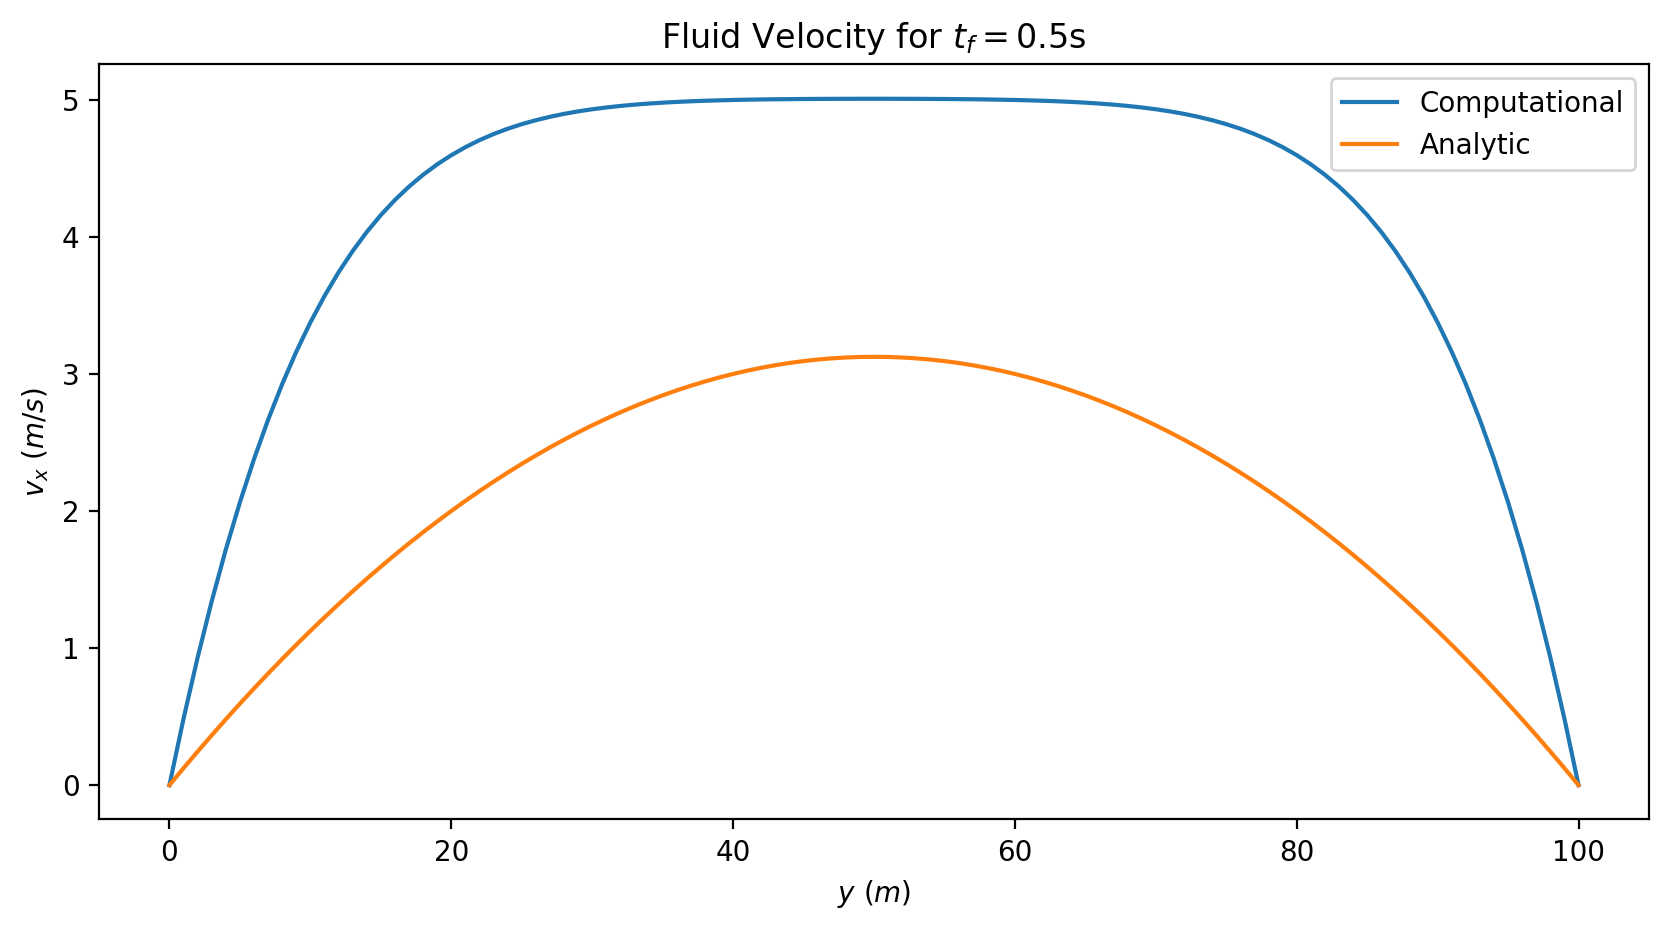 Fluid Velocity for t_f = 0.5s
Computational
Analytic
5
4
3
2
1
0
v_x (m/s)
0 20 40 60 80 100
y (m)